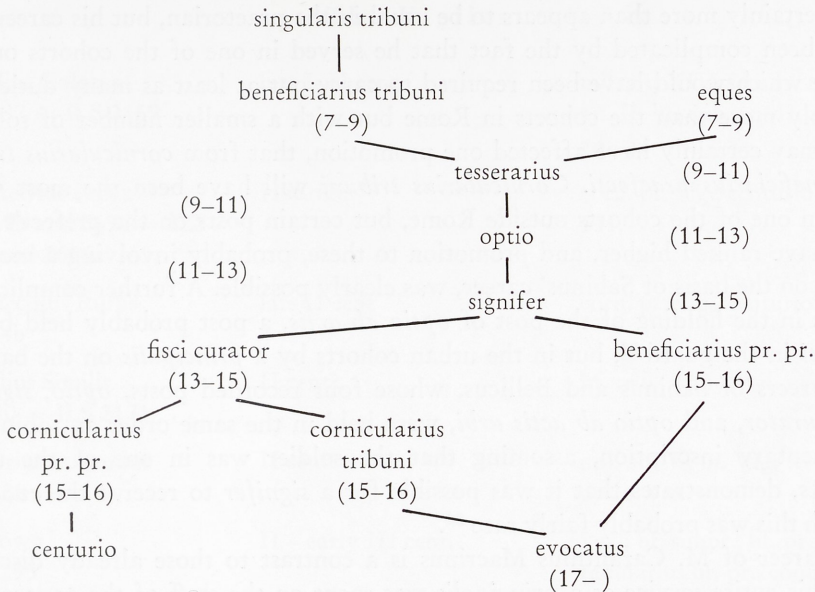 singularis tribuni
beneficiarius tribuni
eques
(7–9)
(7–9)
tesserarius
(9–11)
(9–11)
optio
(11–13)
(11–13)
signifer
(13–15)
fisci curator
beneficiarius pr. pr.
(13–15)
(15–16)
cornicularius
cornicularius
pr. pr.
tribuni
(15–16)
(15–16)
centurio
evocatus
(17– )